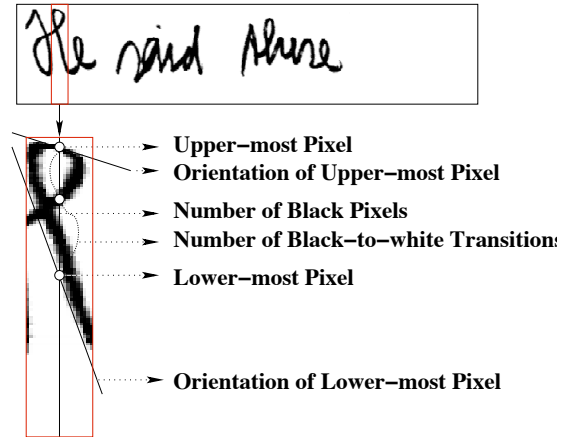 He said
Upper-most Pixel
Orientation of Upper-most Pixel
Number of Black Pixels
Number of Black-to-white Transitions
Lower-most Pixel
Orientation of Lower-most Pixel